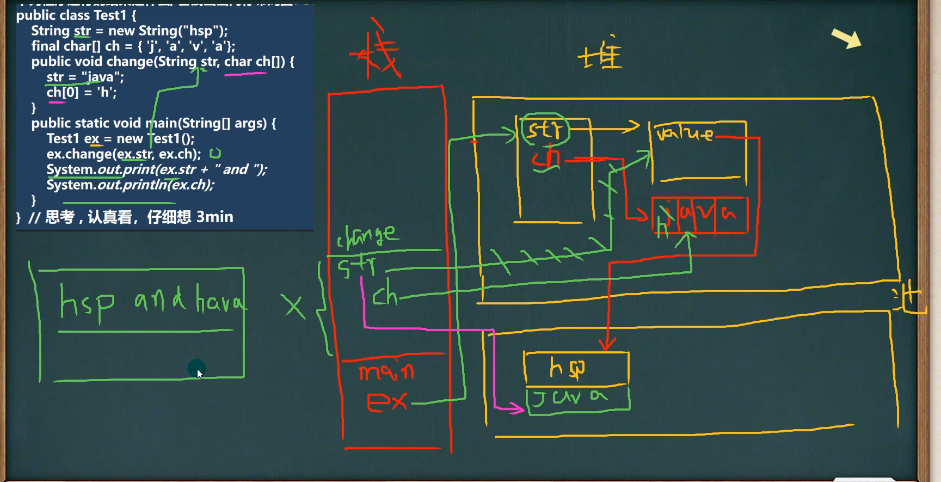 public class Test1 {
String str = new String("hsp");
final char[] ch = { 'j', 'a', 'v', 'a'};
public void change(String str, char ch[]) {
str = "java";
ch[0] = 'h';
}
public static void main(String[] args) {
Test1 ex = new Test1();
ex.change(ex.str, ex.ch);
System.out.print(ex.str + " and ");
System.out.println(ex.ch);
}
} // 思考 , 认真看，仔细想 3min
栈
堆
str
ch
value
j a v a
h
change
str
ch
hsp and hava
main
ex
hsp
java